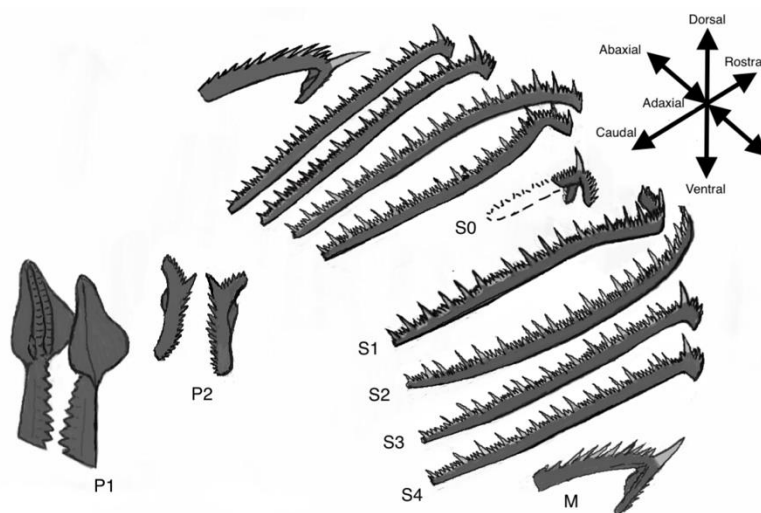 Dorsal
Abaxial
Rostra
Adaxial
Caudal
Ventral
S0
S1
S2
P2
S3
S4
P1
M